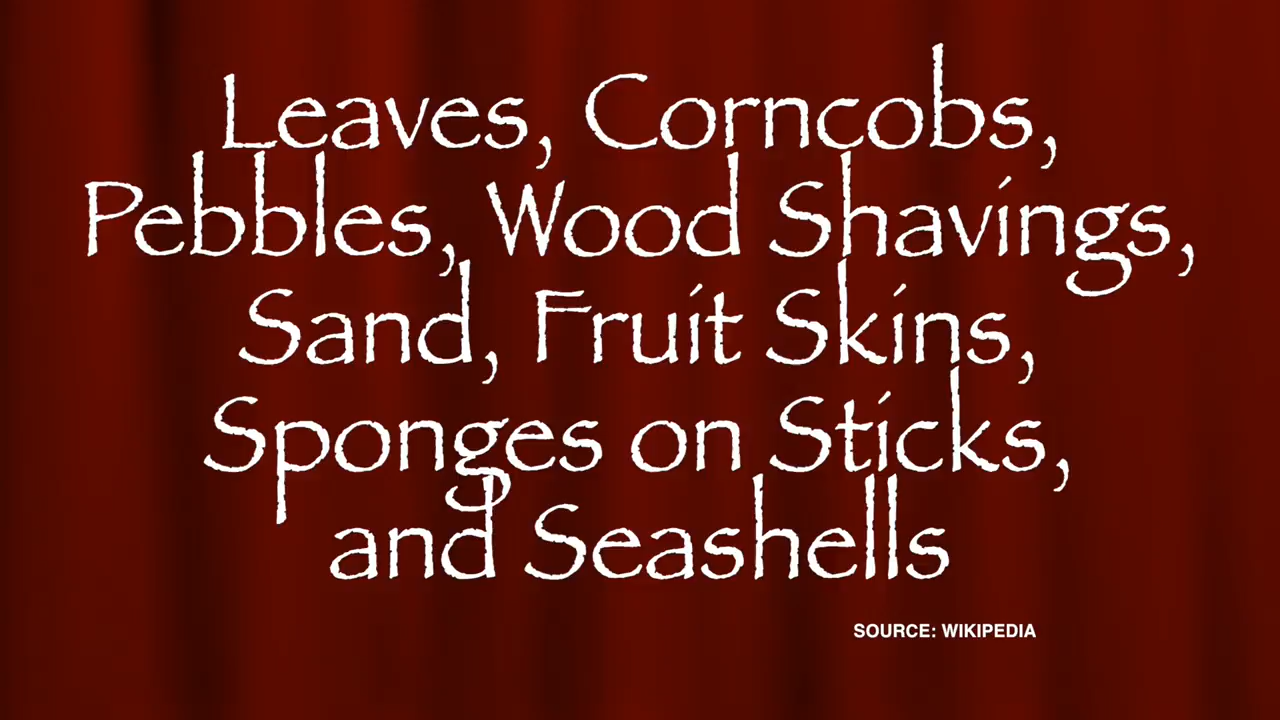 Leaves, Corncobs,
Pebbles, Wood Shavings,
Sand, Fruit Skins,
Sponges on Sticks,
and Seashells
SOURCE: WIKIPEDIA